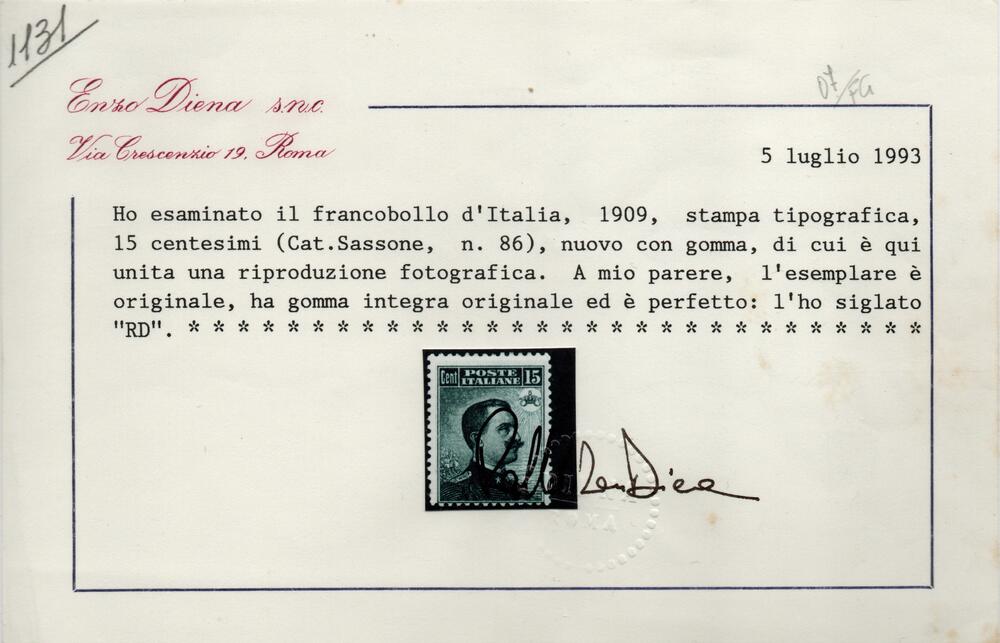 1131
Enzo Diena s.n.c.
Via Crescenzio 19, Roma
5 luglio 1993
Ho esaminato il francobollo d'Italia, 1909, stampa tipografica,
15 centesimi (Cat.Sassone, n. 86), nuovo con gomma, di cui è qui
unita una riproduzione fotografica. A mio parere, l'esemplare è
originale, ha gomma integra originale ed è perfetto: l'ho siglato
"RD". * * * * * * * * * * * * * * * * * * * * * * * * * * * * * *
Cent POSTE ITALIANE 15
Diena